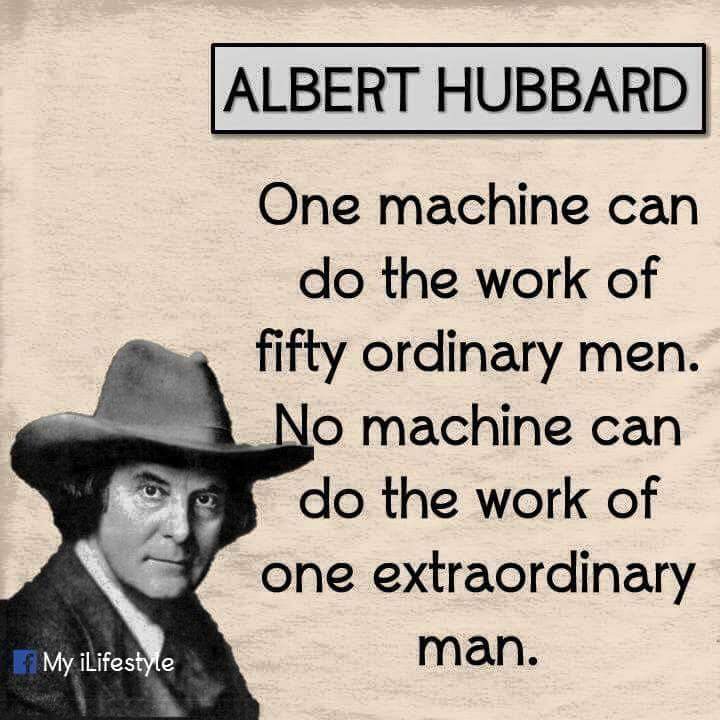 ALBERT HUBBARD
One machine can
do the work of
fifty ordinary men.
No machine can
do the work of
one extraordinary
man.
f My iLifestyle